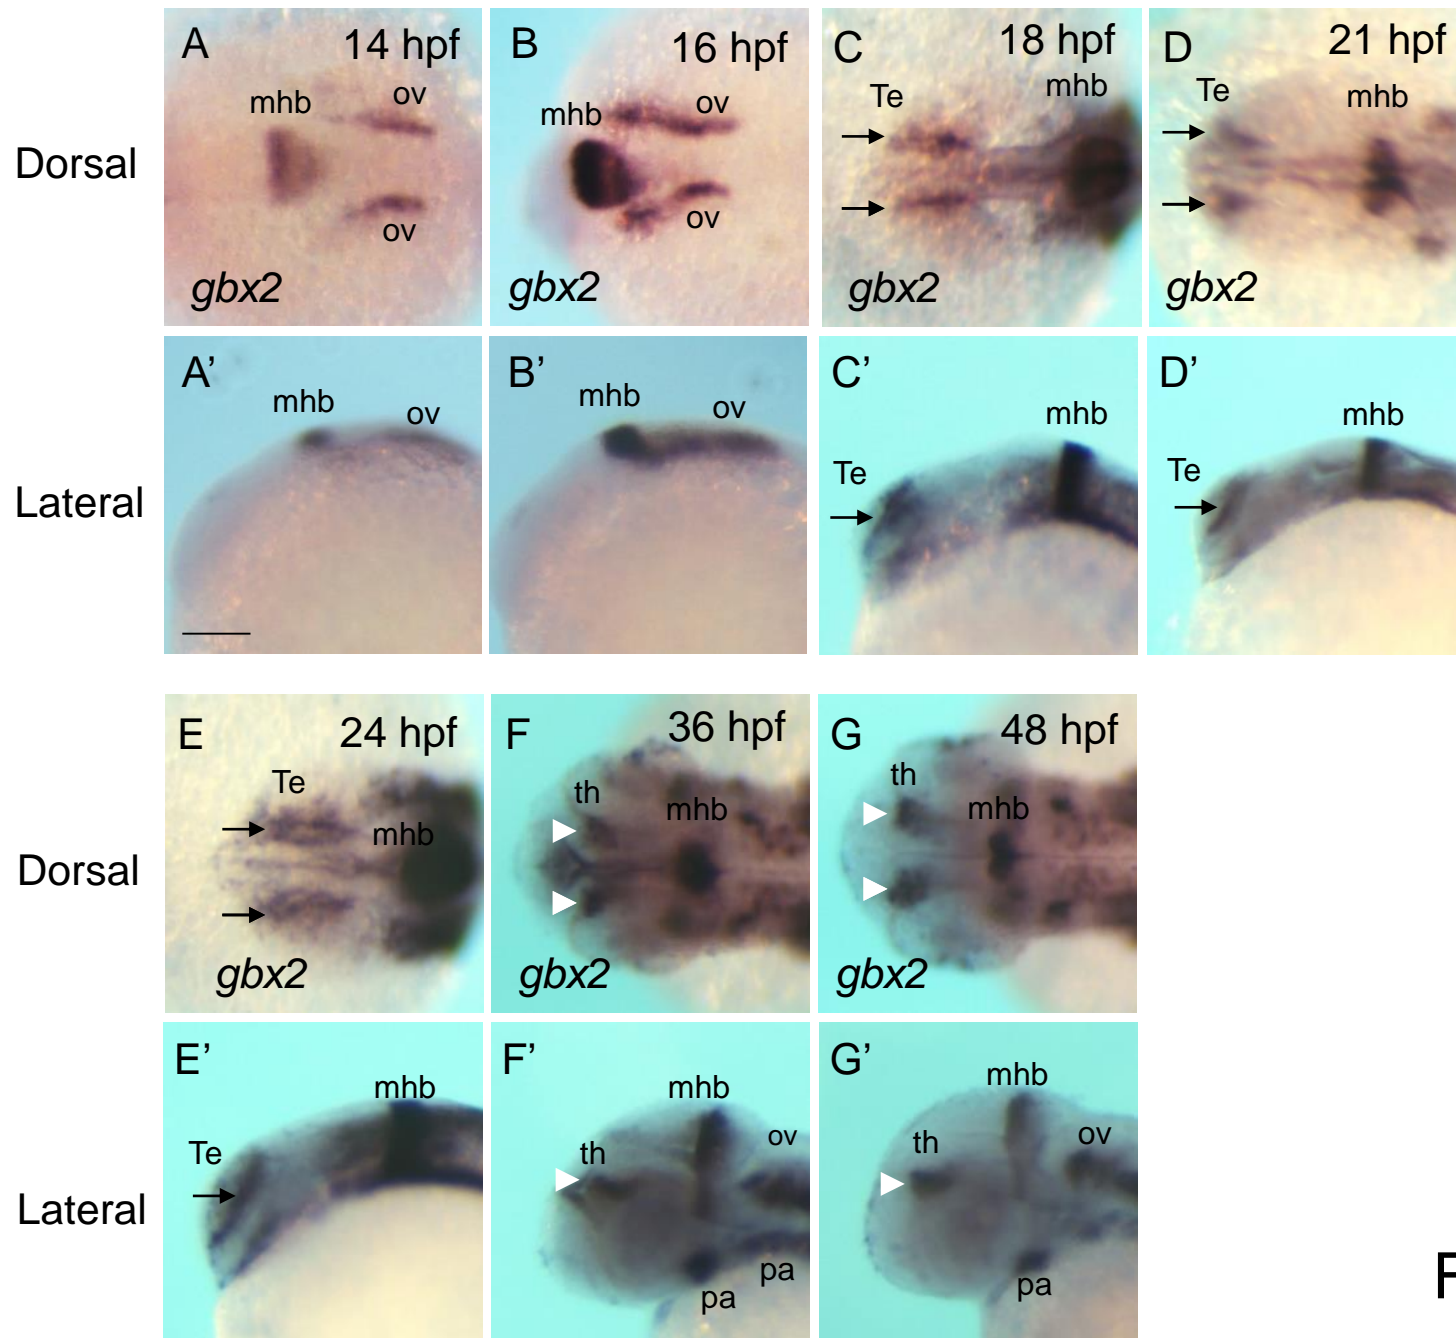 A 14 hpf
mhb ov
ov
gbx2
B 16 hpf
mhb ov
ov
gbx2
C 18 hpf
Te mhb
gbx2
D 21 hpf
Te mhb
gbx2
Dorsal
A’
mhb ov
B’
mhb ov
C’
mhb
Te
D’
mhb
Te
Lateral
E 24 hpf
Te
mhb
gbx2
F 36 hpf
th
mhb
gbx2
G 48 hpf
th
mhb
gbx2
Dorsal
E’
mhb
Te
F’
mhb
ov
th
pa
pa
G’
mhb
ov
th
pa
Lateral
F